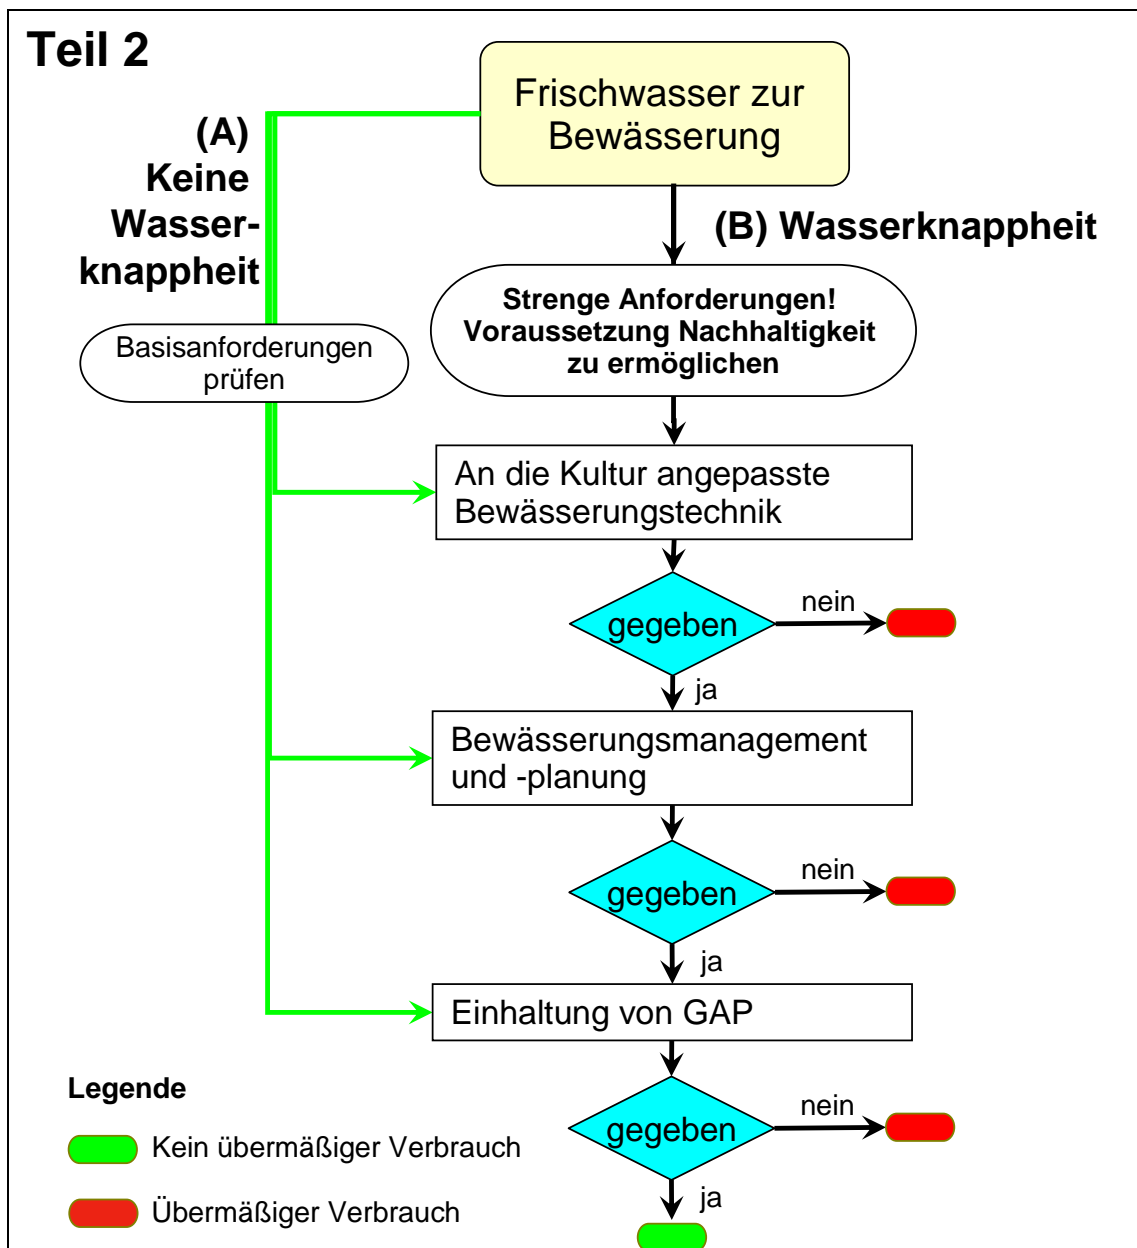 Teil 2
Frischwasser zur
Bewässerung
(A)
Keine
Wasser-
knappheit
(B) Wasserknappheit
Strenge Anforderungen!
Voraussetzung Nachhaltigkeit
zu ermöglichen
Basisanforderungen
prüfen
An die Kultur angepasste
Bewässerungstechnik
gegeben
nein
ja
Bewässerungsmanagement
und -planung
gegeben
nein
ja
Einhaltung von GAP
gegeben
nein
ja
Legende
Kein übermäßiger Verbrauch
Übermäßiger Verbrauch